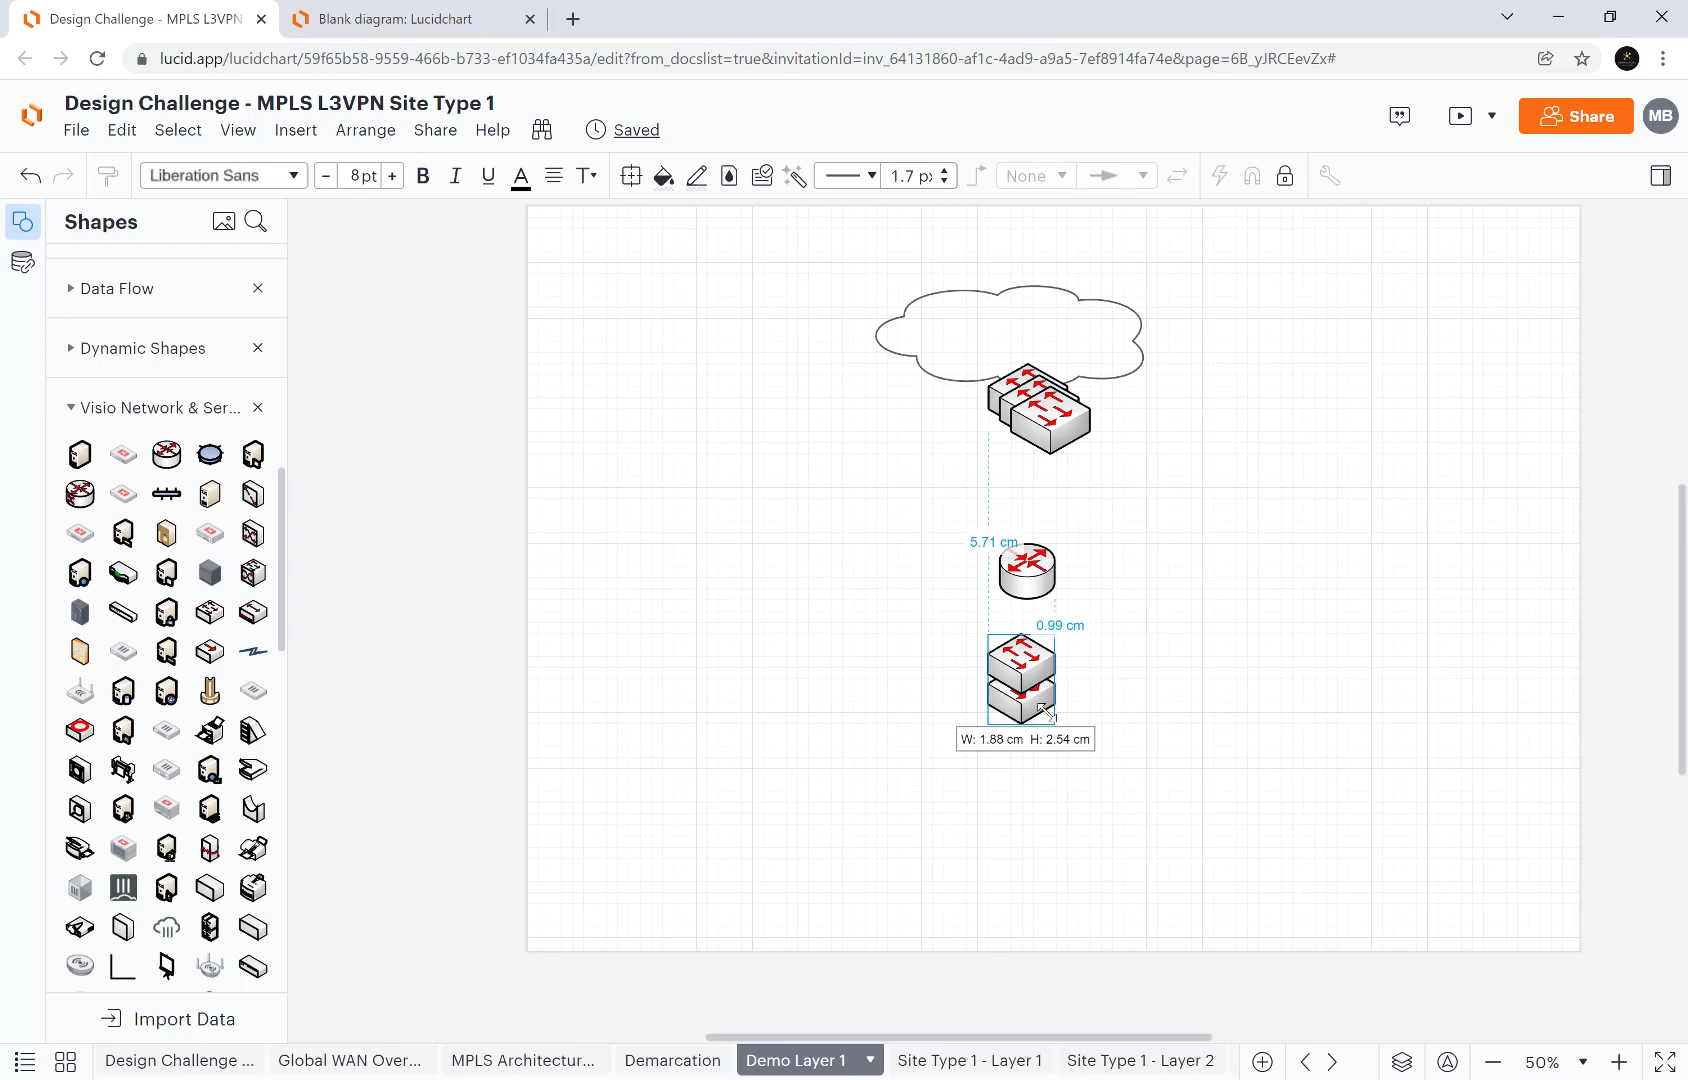 Design Challenge - MPLS L3VPN
Blank diagram: Lucidchart
lucid.app/lucidchart/59f65b58-9559-466b-b733-ef1034fa435a/edit?from_docslist=true&invitationId=inv_64131860-af1c-4ad9-a9a5-7ef8914fa74e&page=6B_yJRCEevZx#
Design Challenge - MPLS L3VPN Site Type 1
File Edit Select View Insert Arrange Share Help Saved
Share
MB
Liberation Sans
8pt
B I U A T
1.7 p
None
Shapes
Data Flow
Dynamic Shapes
Visio Network & Ser...
5.71 cm
0.99 cm
W: 1.88 cm H: 2.54 cm
Import Data
Design Challenge ...
Global WAN Over...
MPLS Architectur...
Demarcation
Demo Layer 1
Site Type 1 - Layer 1
Site Type 1 - Layer 2
50%